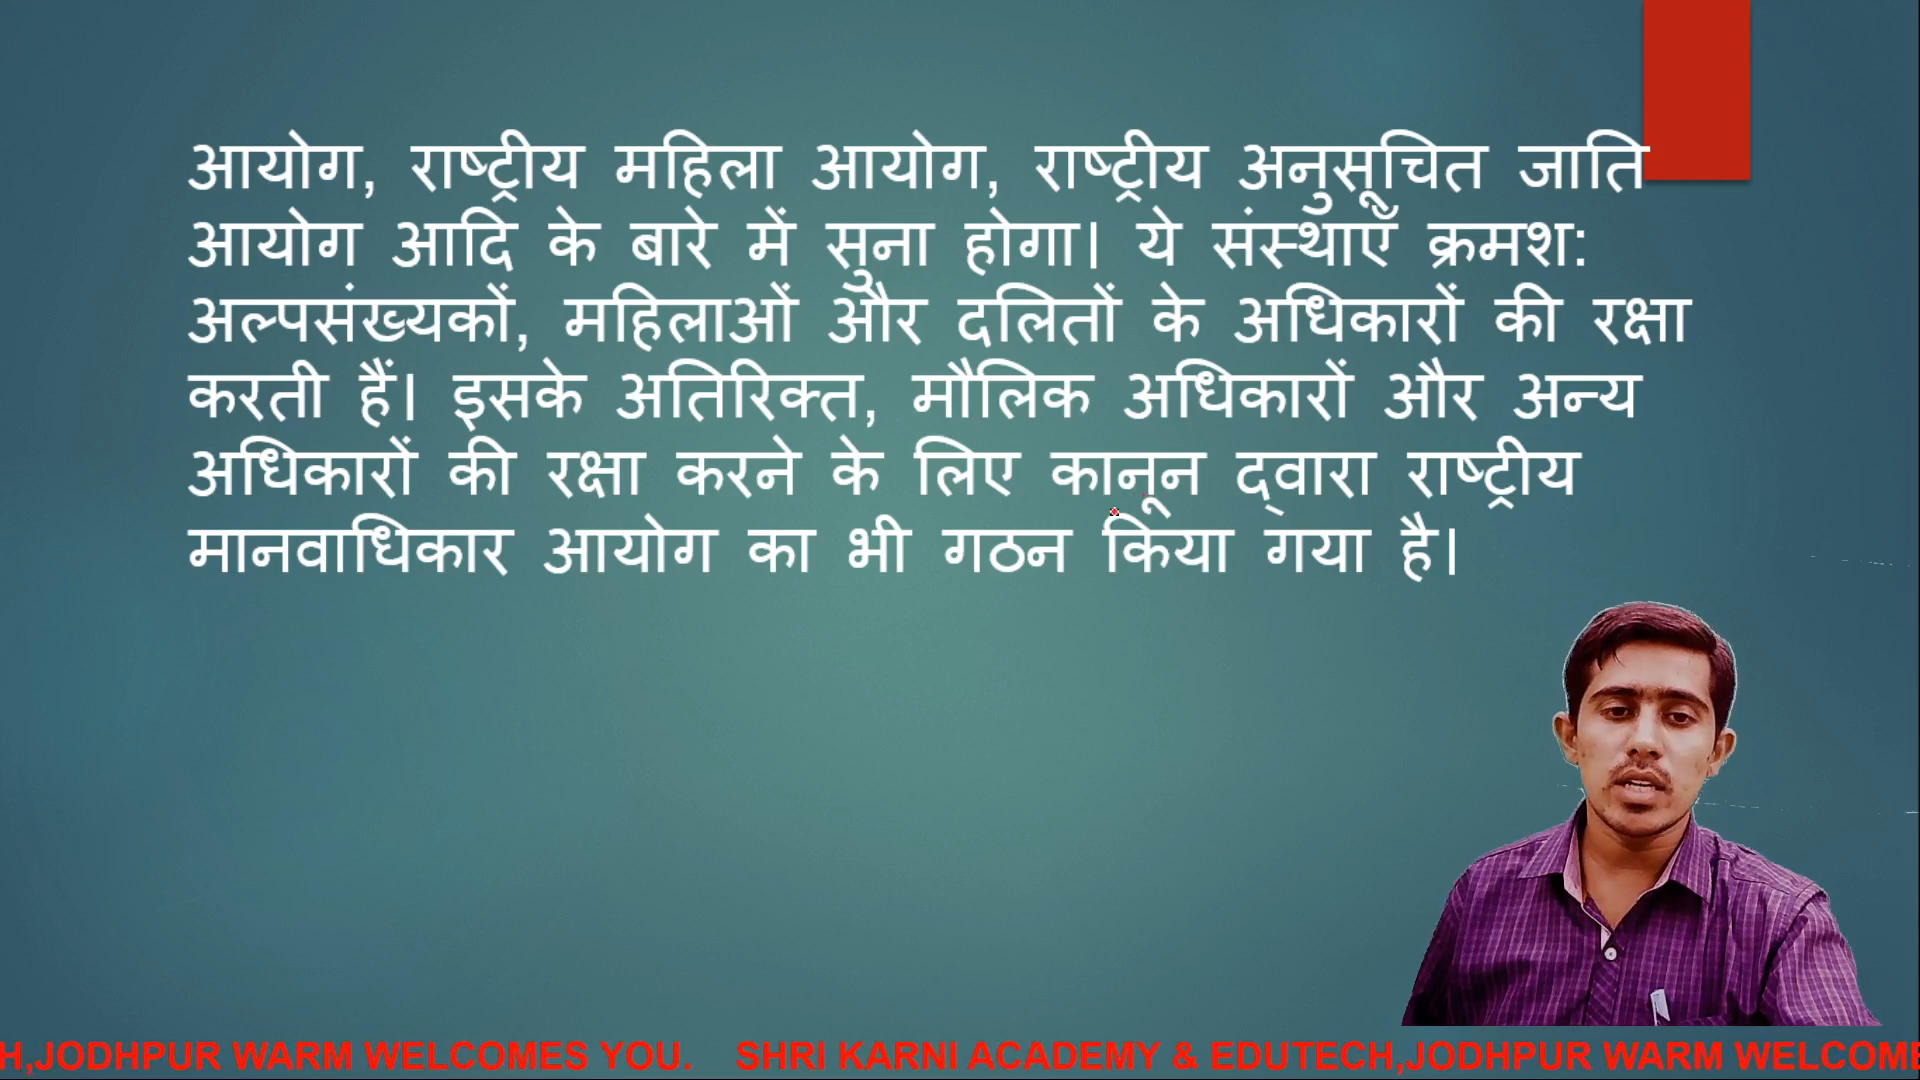 आयोग, राष्ट्रीय महिला आयोग, राष्ट्रीय अनुसूचित जाति
आयोग आदि के बारे में सुना होगा। ये संस्थाएँ क्रमश:
अल्पसंख्यकों, महिलाओं और दलितों के अधिकारों की रक्षा
करती हैं। इसके अतिरिक्त, मौलिक अधिकारों और अन्य
अधिकारों की रक्षा करने के लिए कानून द्वारा राष्ट्रीय
मानवाधिकार आयोग का भी गठन किया गया है।
H,JODHPUR WARM WELCOMES YOU. SHRI KARNI ACADEMY & EDUTECH,JODHPUR WARM WELCOME